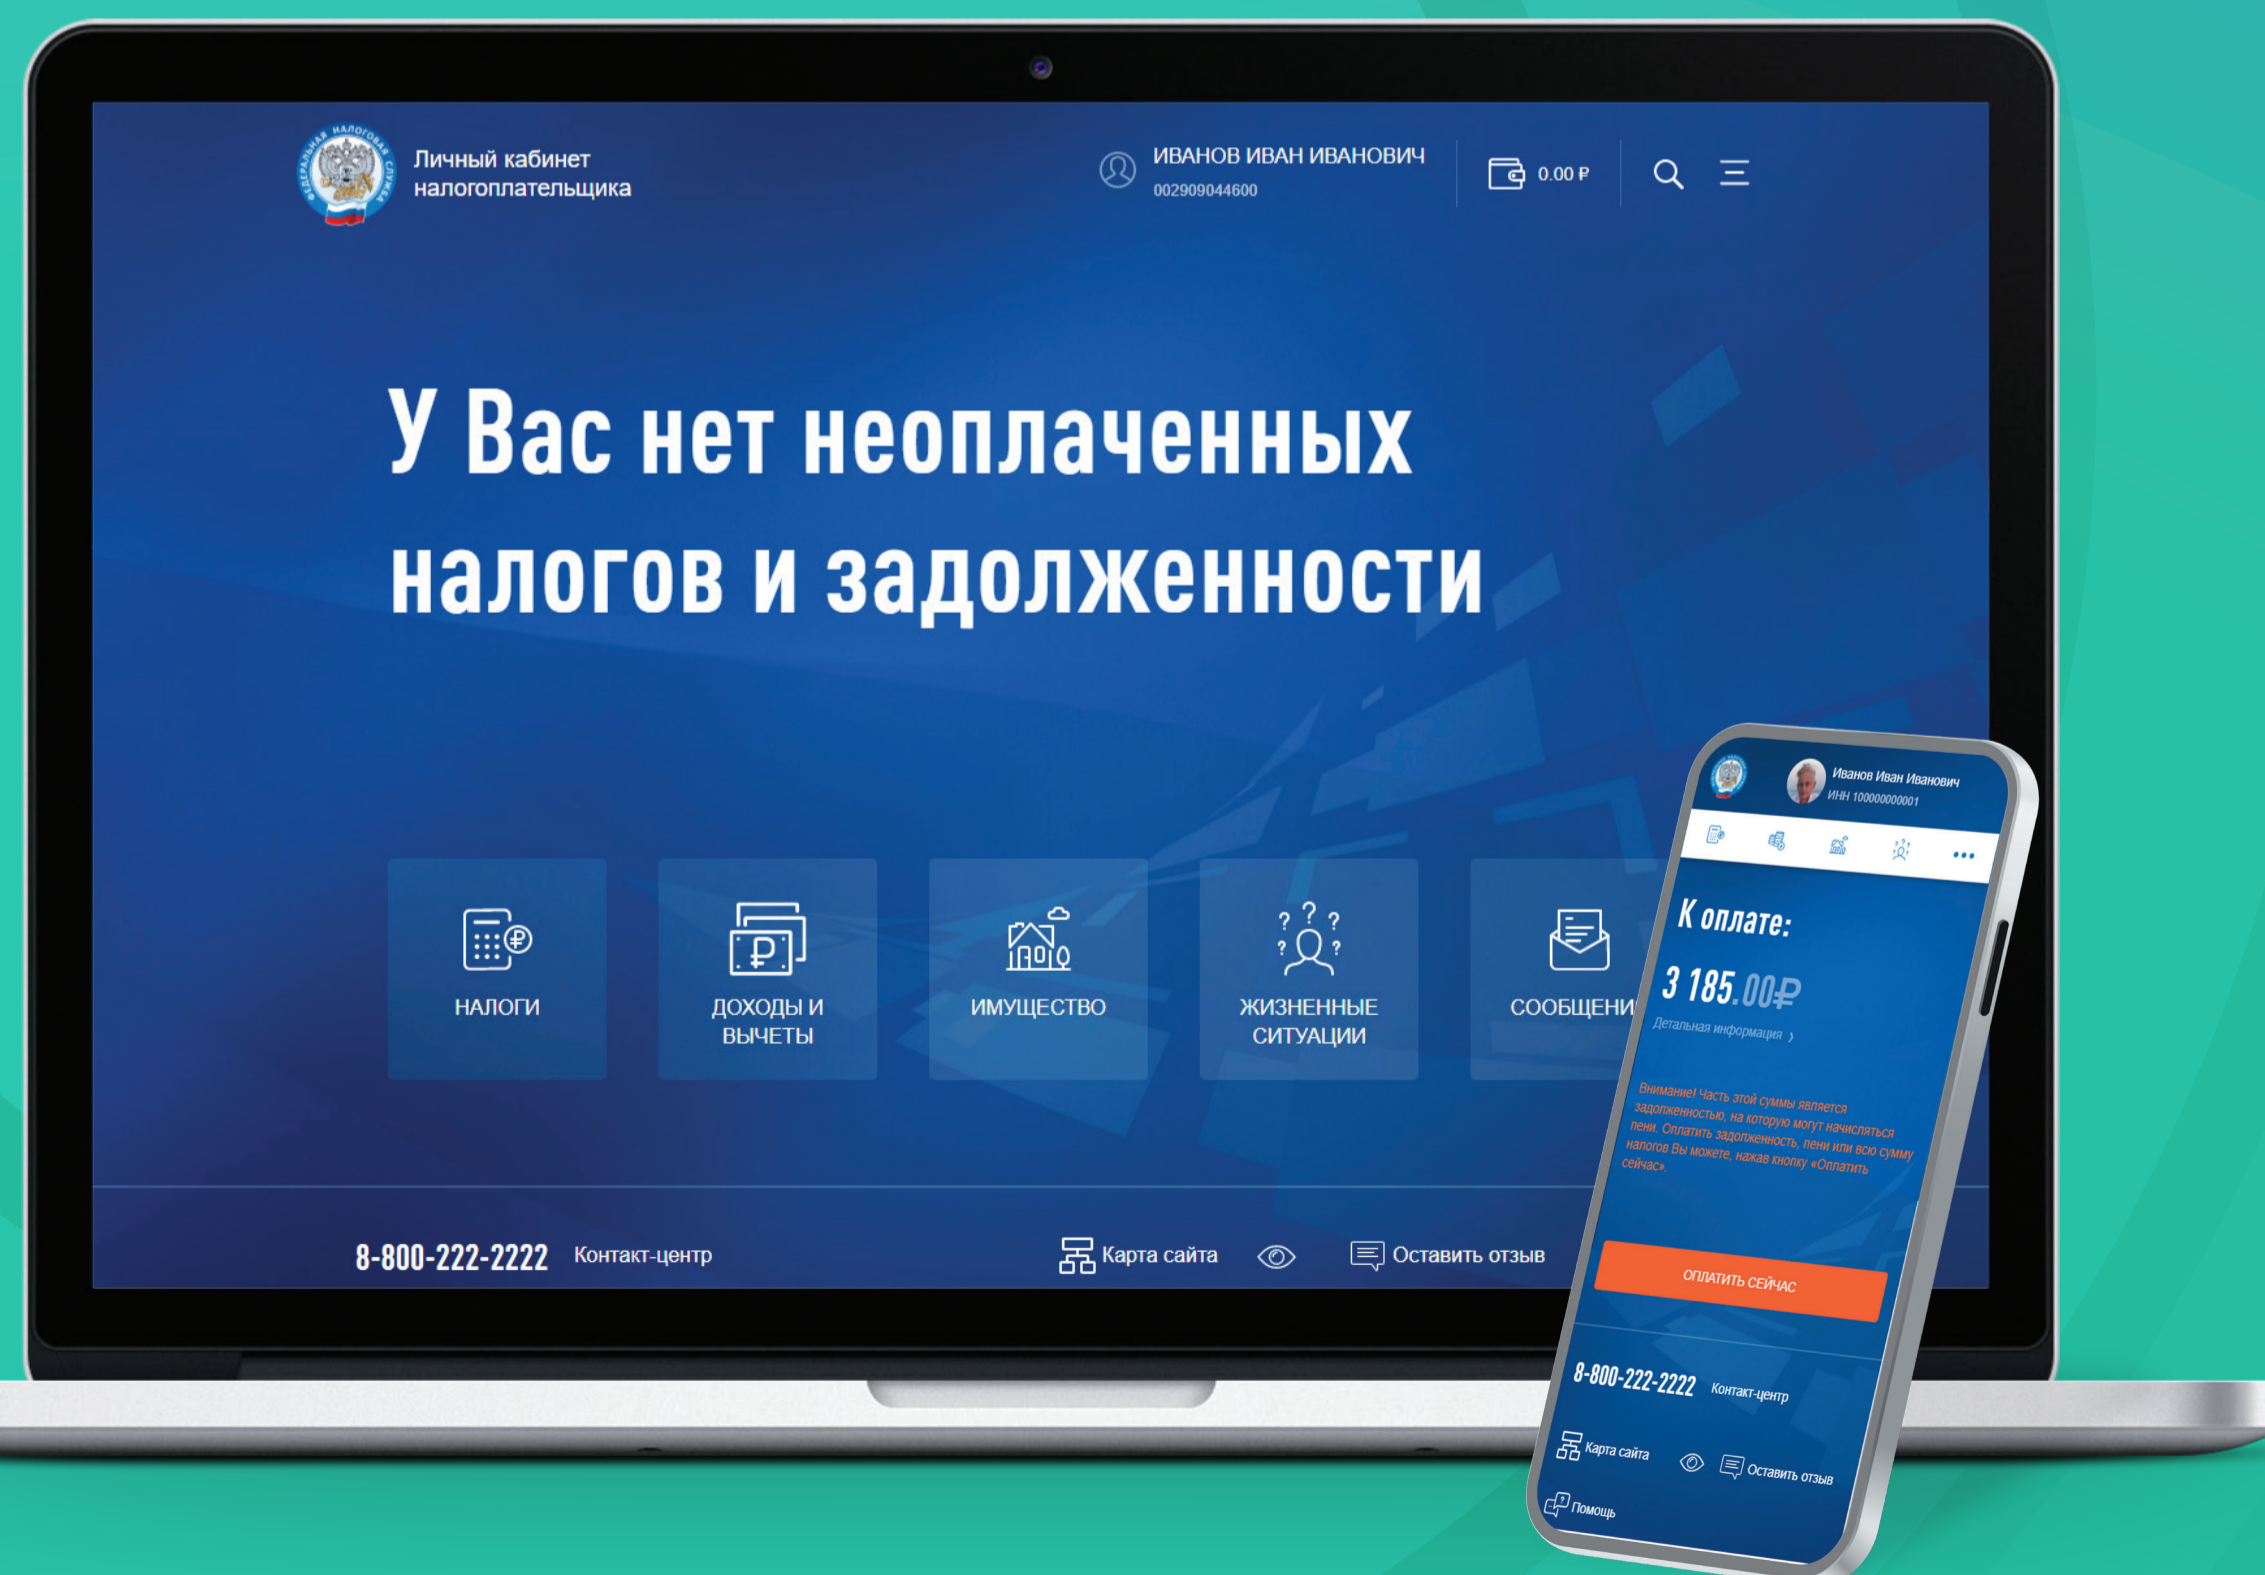 ФЕДЕРАЛЬНАЯ НАЛОГОВАЯ СЛУЖБА
Личный кабинет
налогоплательщика
ИВАНОВ ИВАН ИВАНОВИЧ
002909044600
0.00 ₽
У Вас нет неоплаченных
налогов и задолженности
НАЛОГИ
ДОХОДЫ И
ВЫЧЕТЫ
ИМУЩЕСТВО
ЖИЗНЕННЫЕ
СИТУАЦИИ
СООБЩЕНИ
8-800-222-2222 Контакт-центр
Карта сайта
Оставить отзыв
Иванов Иван Иванович
ИНН 100000000001
К оплате:
3 185.00₽
Детальная информация >
Внимание! Часть этой суммы является
задолженностью, на которую могут начисляться
пени. Оплатить задолженность, пени или всю сумму
налогов Вы можете, нажав кнопку «Оплатить
сейчас».
ОПЛАТИТЬ СЕЙЧАС
8-800-222-2222 Контакт-центр
Карта сайта
Оставить отзыв
Помощь